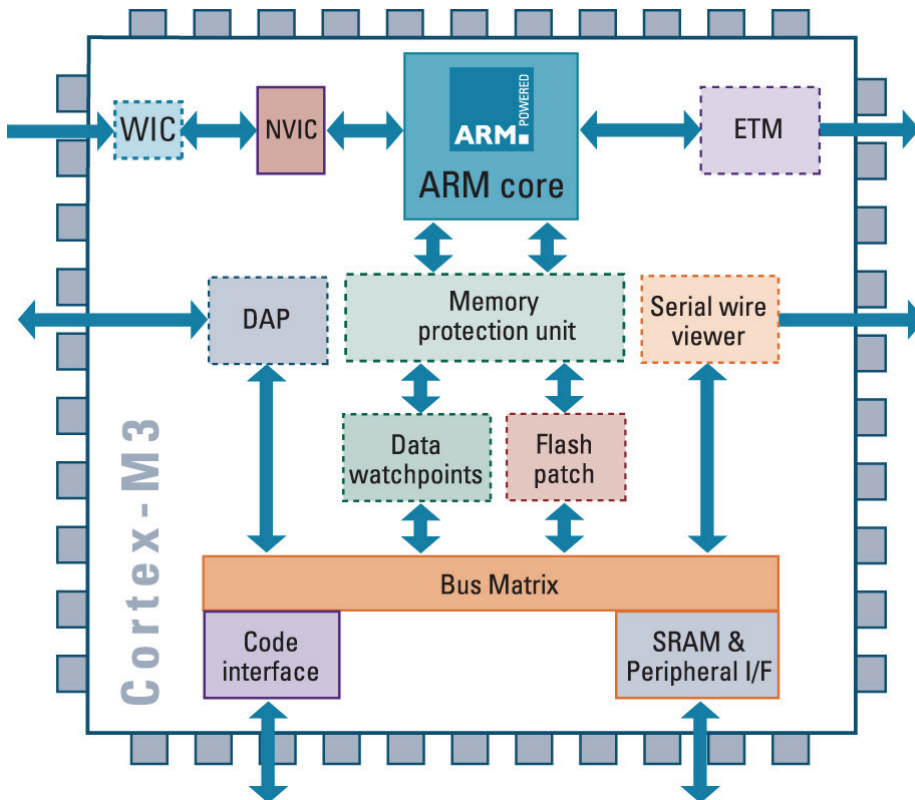 WIC
NVIC
ARM
POWERED
ARM core
ETM
DAP
Memory
protection unit
Serial wire
viewer
Data
watchpoints
Flash
patch
Cortex-M3
Bus Matrix
Code
interface
SRAM &
Peripheral I/F